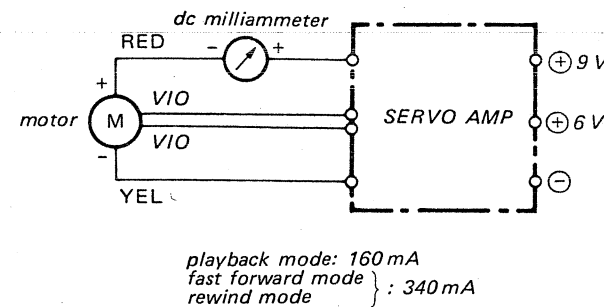 dc milliammeter
RED
- +
⊕ 9 V
+
VIO
motor
M
SERVO AMP
⊕ 6 V
VIO
-
⊖
YEL
playback mode: 160 mA
fast forward mode
rewind mode } : 340 mA